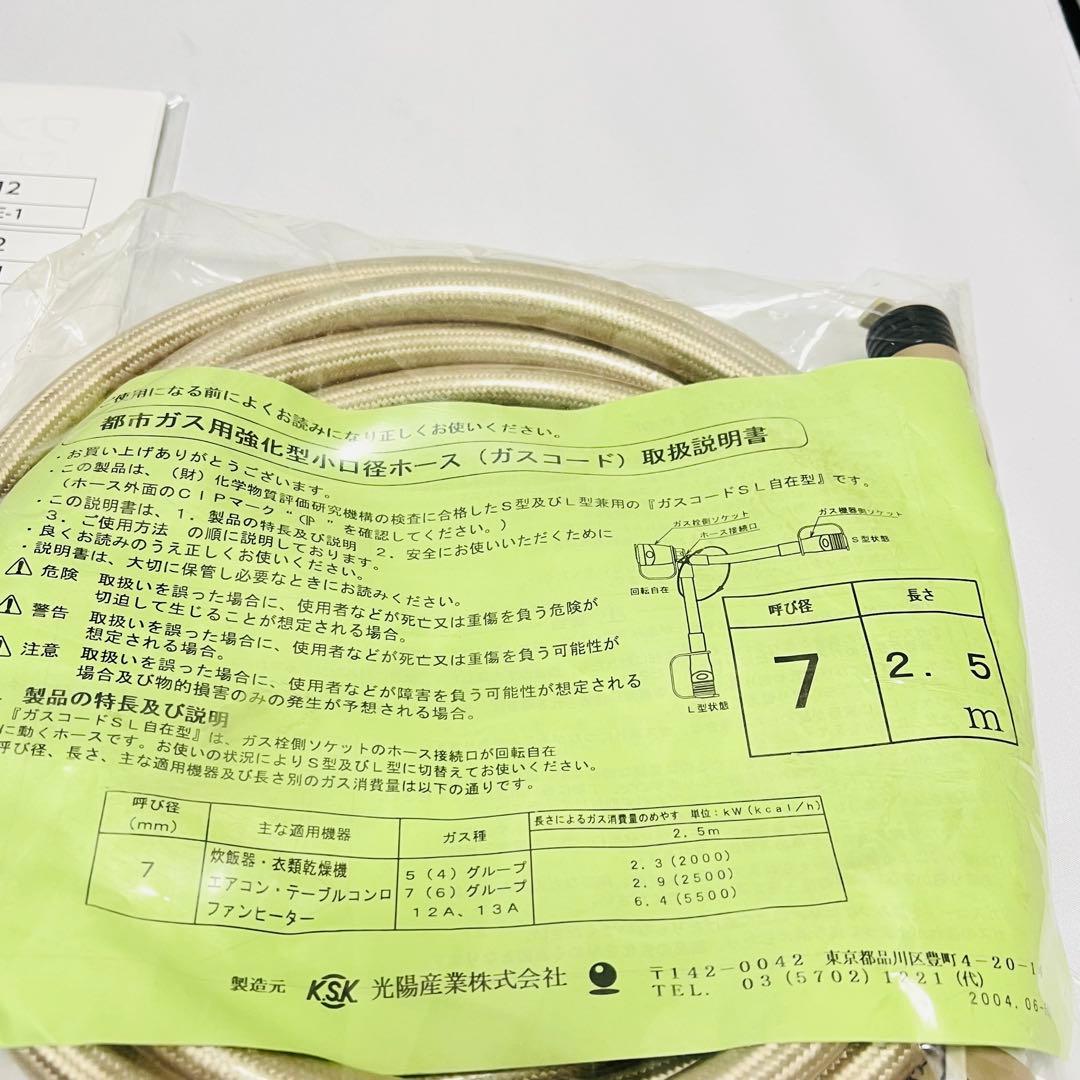 12
E-1
2
使用になる前によくお読みになり正しくお使いください。
都市ガス用強化型小口径ホース（ガスコード）取扱説明書
・お買い上げありがとうございます。
・この製品は、（財）化学物質評価研究機構の検査に合格したS型及びL型兼用の『ガスコードSL自在型』です。
（ホース外面のCIPマーク“ ”を確認してください。）
・この説明書は、1．製品の特長及び説明 2．安全にお使いいただくために
3．ご使用方法 の順に説明しております。
・良くお読みのうえ正しくお使いください。
・説明書は、大切に保管し必要なときにお読みください。
危険 取扱いを誤った場合に、使用者などが死亡又は重傷を負う危険が
切迫して生じることが想定される場合。
警告 取扱いを誤った場合に、使用者などが死亡又は重傷を負う可能性が
想定される場合。
注意 取扱いを誤った場合に、使用者などが障害を負う可能性が想定される
場合及び物的損害のみの発生が予想される場合。
ガス栓側ソケット
ホース接続口
ガス機器側ソケット
S型状態
回転自在
L型状態
呼び径 長さ
7 2．5
m
製品の特長及び説明
『ガスコードSL自在型』は、ガス栓側ソケットのホース接続口が回転自在
に動くホースです。お使いの状況によりS型及びL型に切替えてお使いください。
呼び径、長さ、主な適用機器及び長さ別のガス消費量は以下の通りです。
呼び径 (mm) 主な適用機器 ガス種 長さによるガス消費量のめやす 単位：kW(kcal/h)
2．5m
7 炊飯器・衣類乾燥機 5(4)グループ 2．3(2000)
エアコン・テーブルコンロ 7(6)グループ 2．9(2500)
ファンヒーター 12A、13A 6．4(5500)
製造元 K.S.K 光陽産業株式会社
〒142-0042 東京都品川区豊町4-20-14
TEL. 03(5702)1221(代)
2004.06